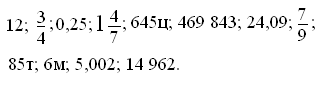 12; 3/4; 0,25; 1 4/7; 645ц; 469 843; 24,09; 7/9;
85т; 6м; 5,002; 14 962.